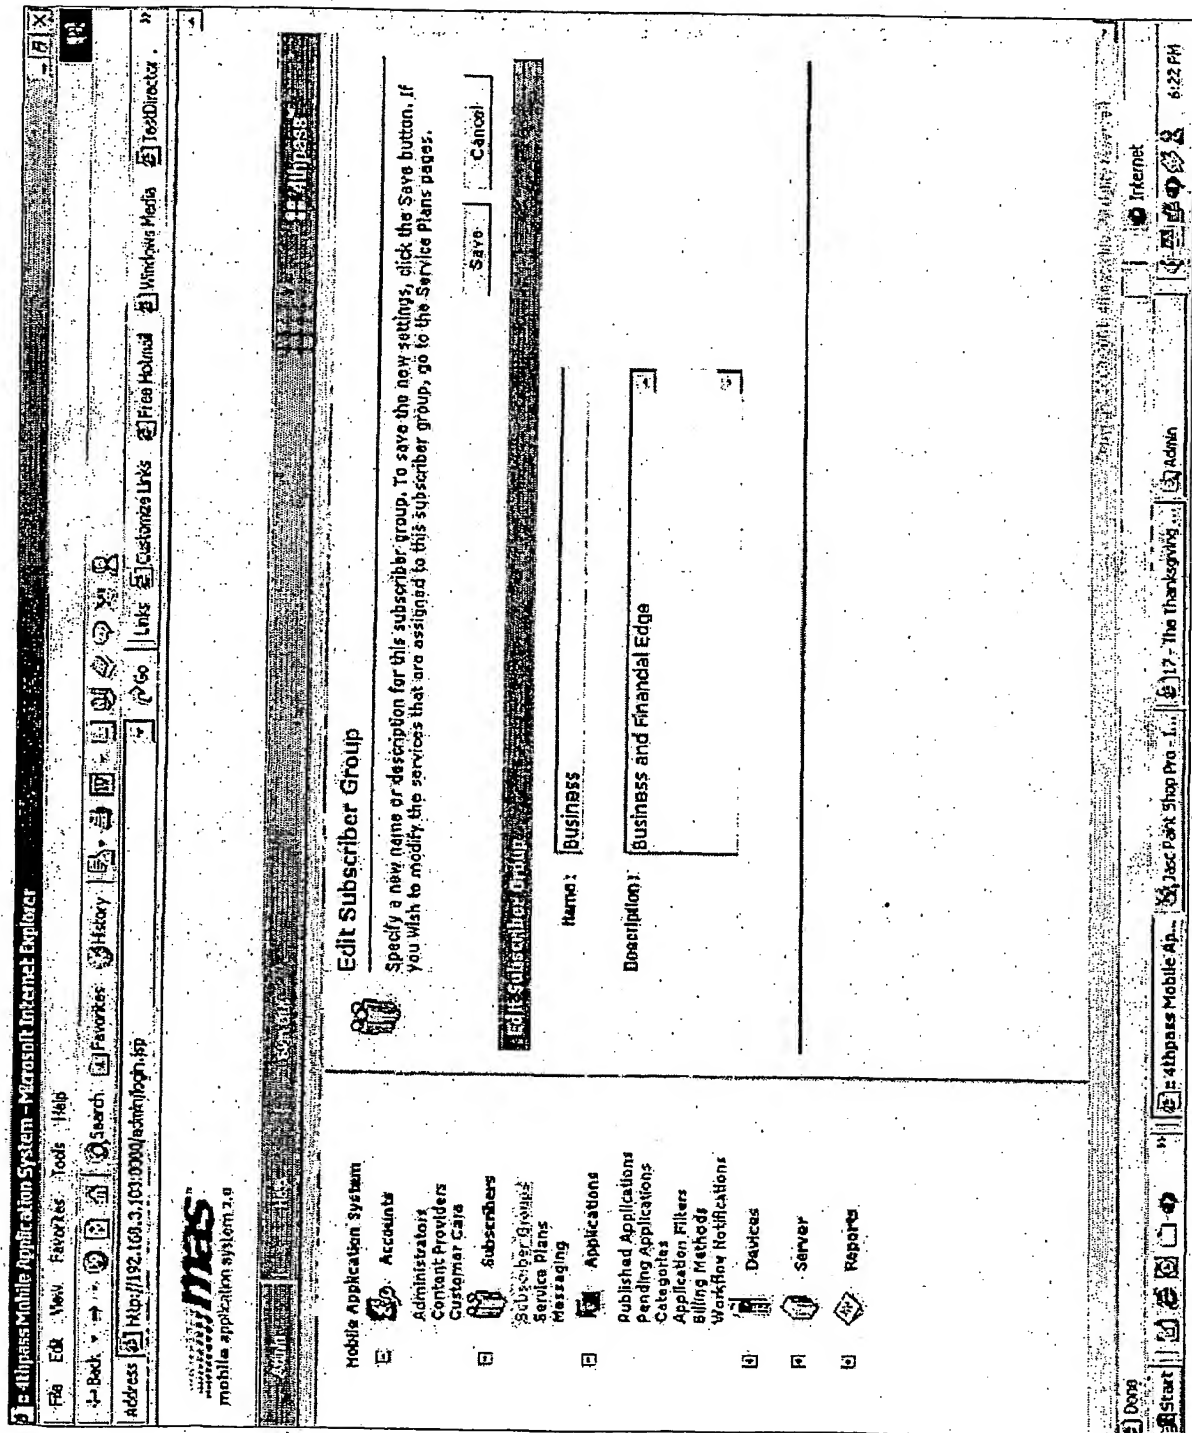 4thpass Mobile Application System - Microsoft Internet Explorer
File Edit View Favorites Tools Help
Back Search Favorites History
Address http://192.168.3.103:8080/admin/login.jsp Go Links Customize Links Free Hotmail Windows Media TestDirector
mas
mobile application system 2.0
4thpass
Mobile Application System
Accounts
Administrators
Content Providers
Customer Care
Subscribers
Subscriber Groups
Service Plans
Messaging
Applications
Published Applications
Pending Applications
Categories
Application Filters
Billing Methods
Workflow Notifications
Devices
Server
Reports
Edit Subscriber Group
Specify a new name or description for this subscriber group. To save the new settings, click the Save button. If
you wish to modify the services that are assigned to this subscriber group, go to the Service Plans pages.
Save Cancel
Edit Subscriber Group
Name: Business
Description: Business and Financial Edge
Done Internet
Start 4thpass Mobile Ap... Jasc Paint Shop Pro - I... 17 - The Thanksgiving ... Admin 6:22 PM